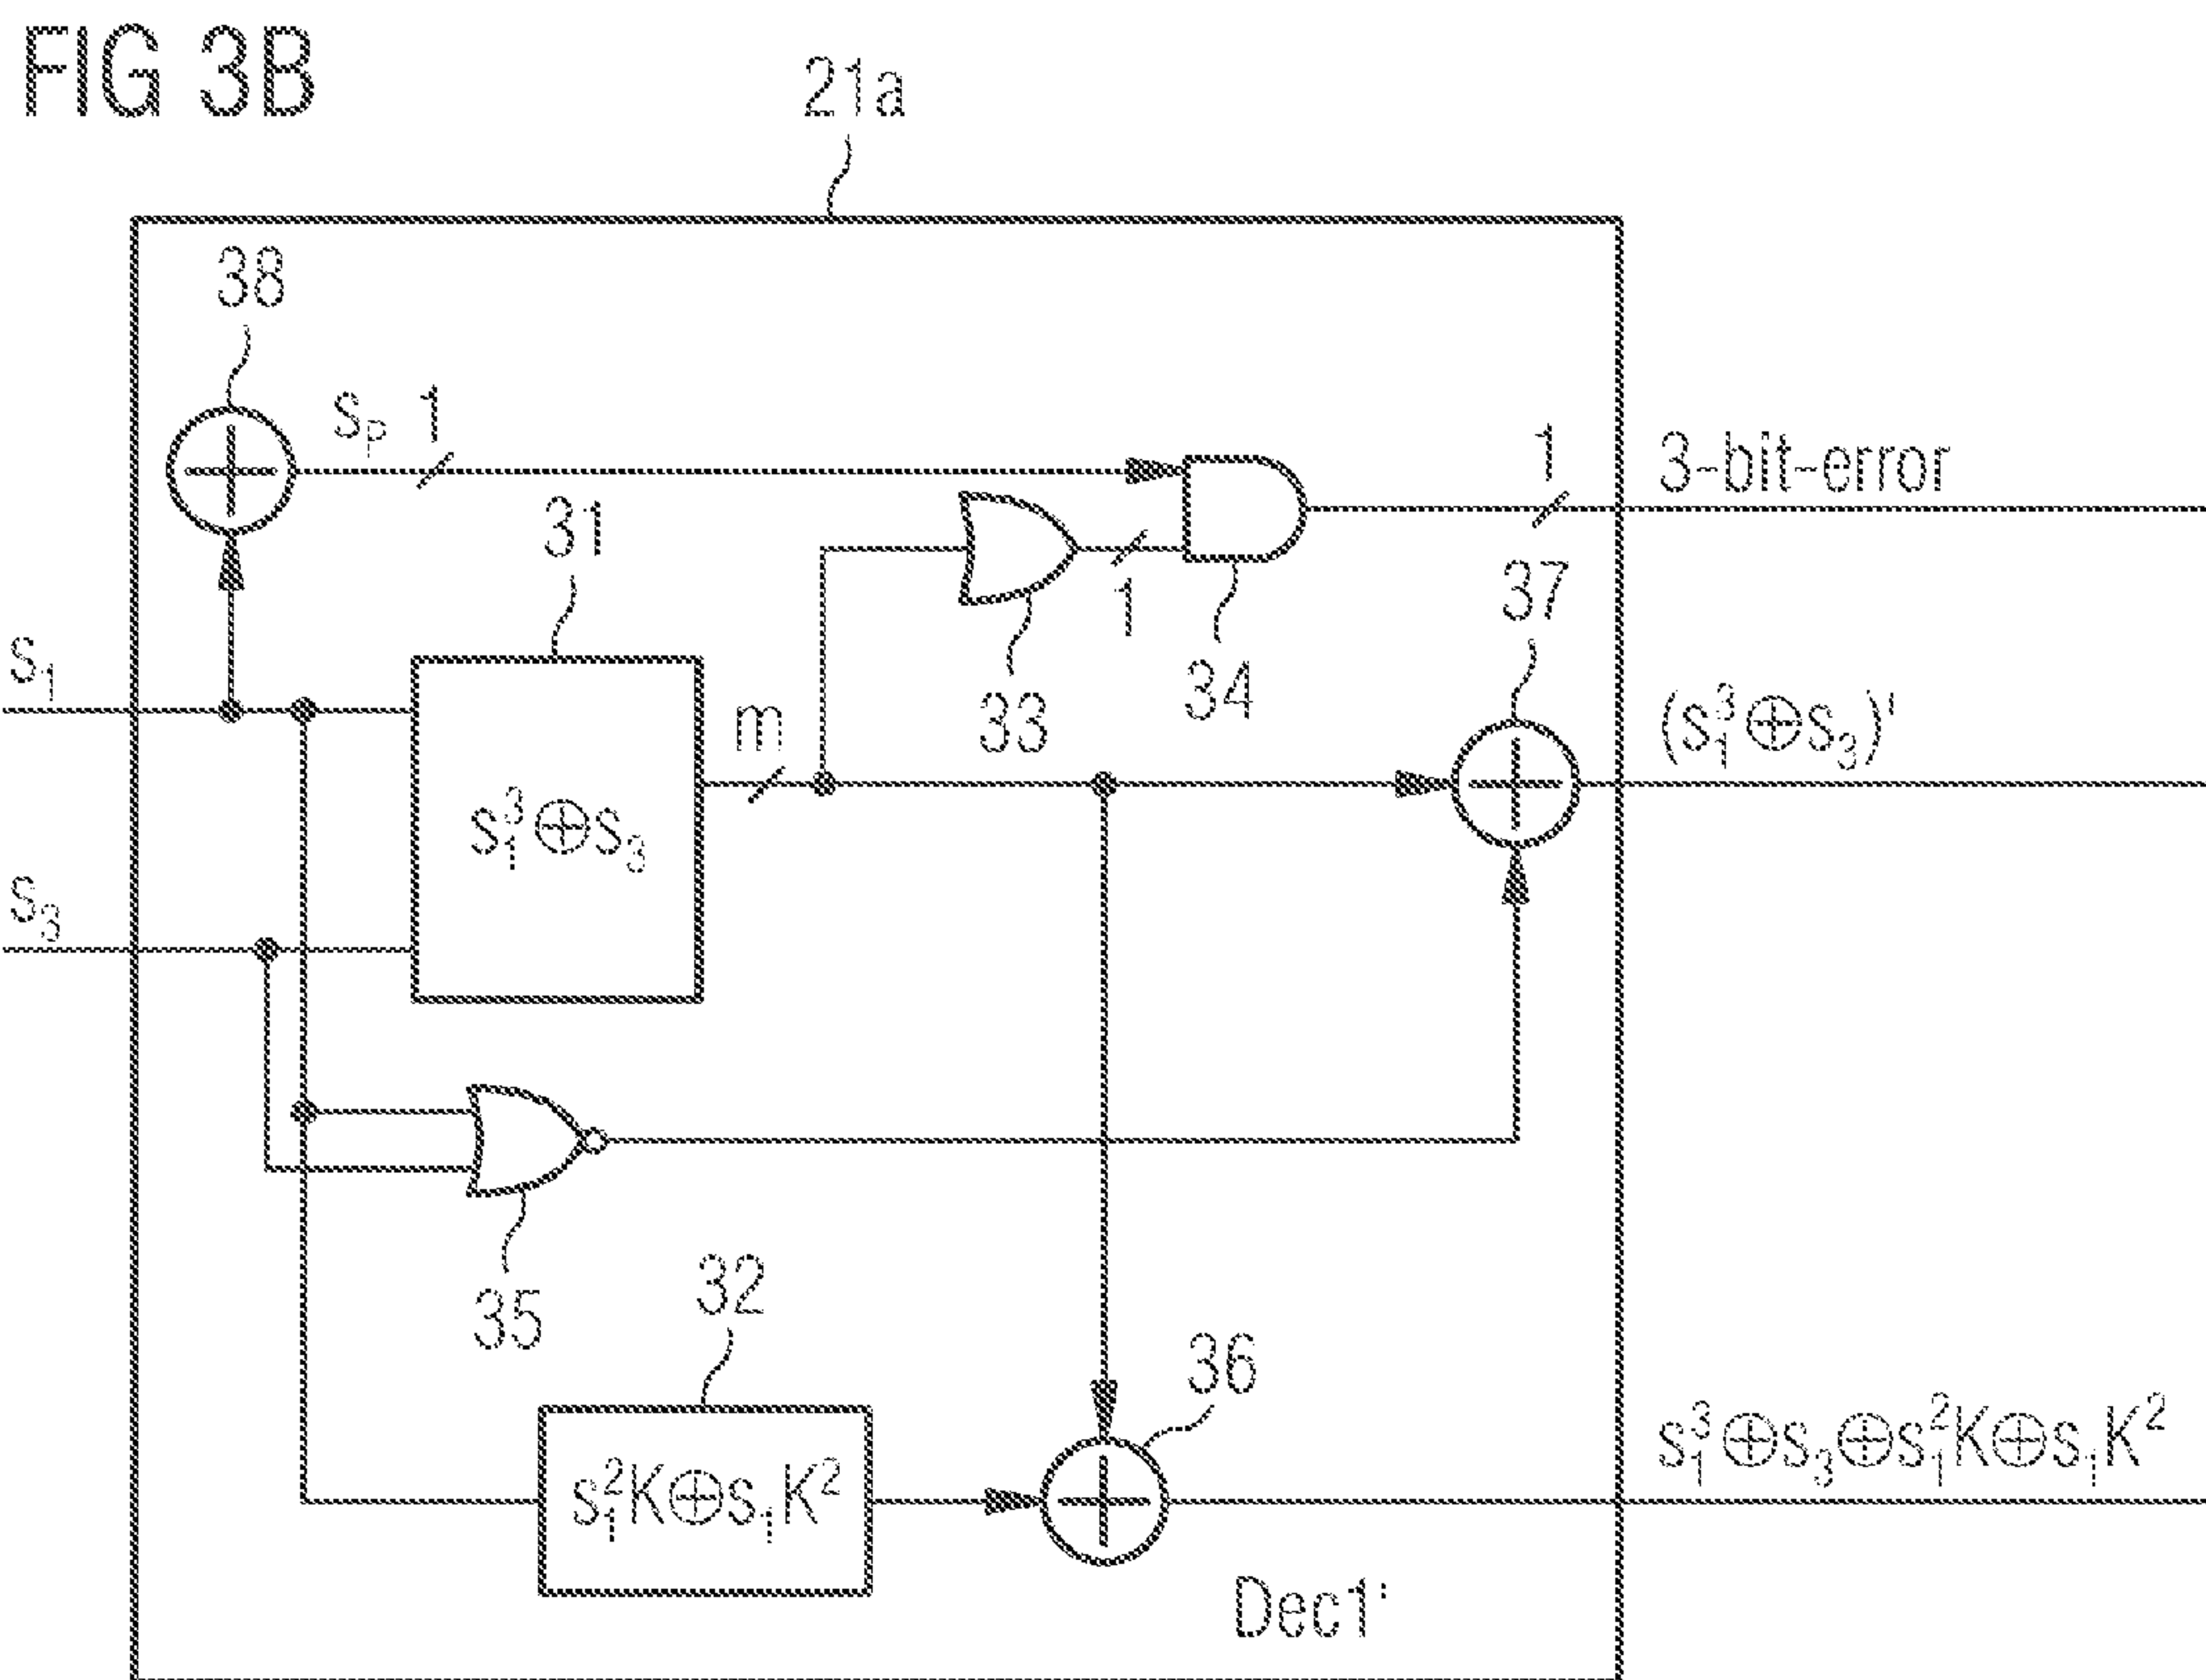 FIG 3B
21a
38
sₚ 1
31
1
3-bit-error
37
1
33
34
s₁
m
(s₁³⊕s₃)'
s₁³⊕s₃
s₃
35
32
36
s₁²K⊕s₁K²
s₁³⊕s₃⊕s₁²K⊕s₁K²
Dec1'